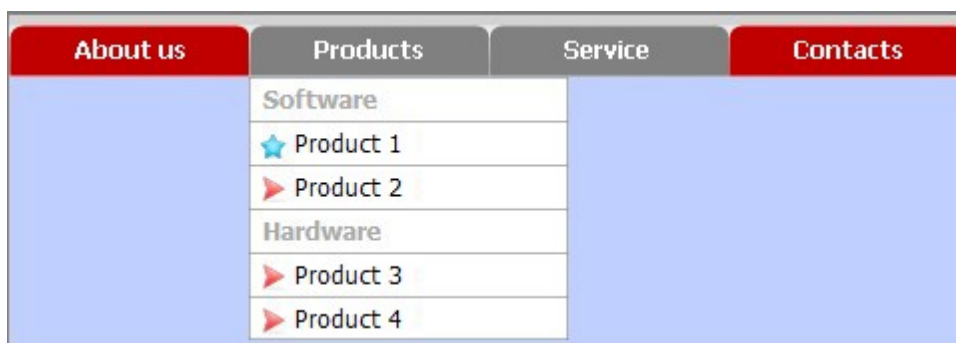 About us Products Service Contacts
Software
Product 1
Product 2
Hardware
Product 3
Product 4